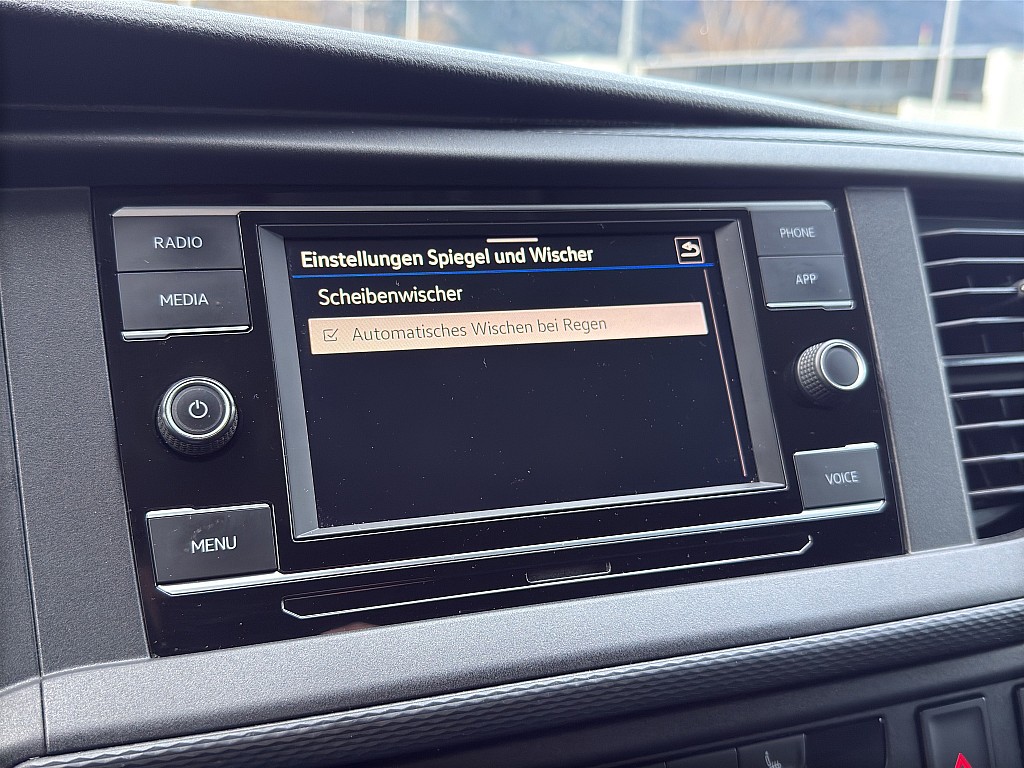 RADIO
MEDIA
MENU
Einstellungen Spiegel und Wischer
Scheibenwischer
Automatisches Wischen bei Regen
PHONE
APP
VOICE